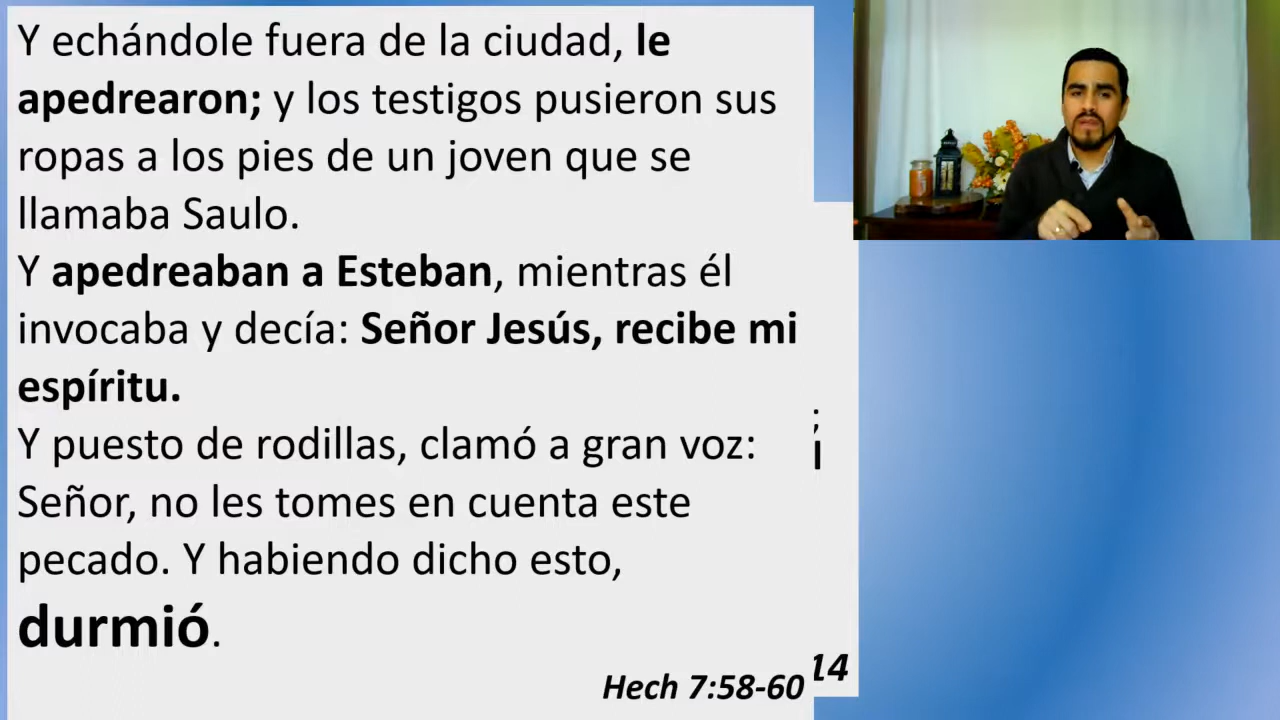 Y echándole fuera de la ciudad, le
apedrearon; y los testigos pusieron sus
ropas a los pies de un joven que se
llamaba Saulo.
Y apedreaban a Esteban, mientras él
invocaba y decía: Señor Jesús, recibe mi
espíritu.
Y puesto de rodillas, clamó a gran voz:
Señor, no les tomes en cuenta este
pecado. Y habiendo dicho esto,
durmió.
Hech 7:58-60
14